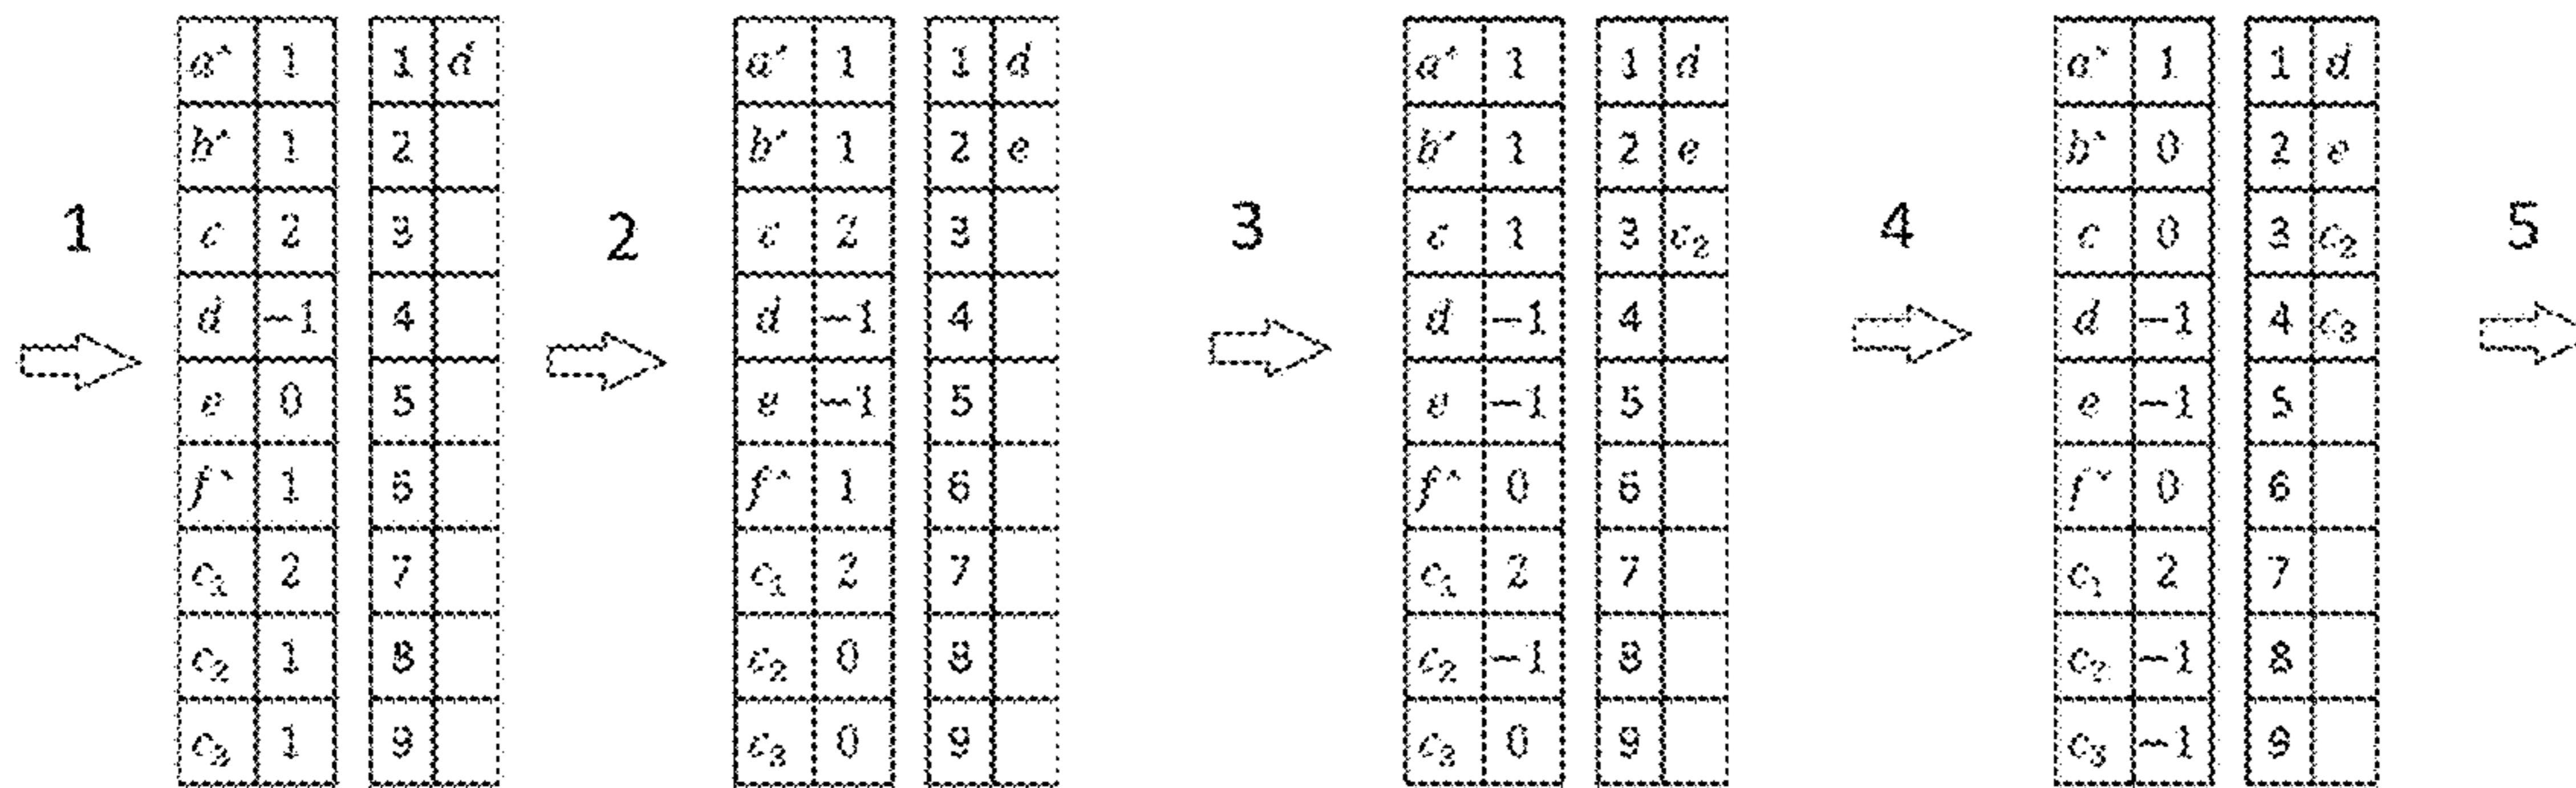 a* 1 1 d a* 1 1 d a* 1 1 d a* 1 1 d
b* 1 2 b* 1 2 e b* 1 2 e b* 0 2 e
1 c 2 3 2 c 2 3 3 c 1 3 c₂ 4 c 0 3 c₂ 5
d −1 4 d −1 4 d −1 4 d −1 4 c₃
e 0 5 e −1 5 e −1 5 e −1 5
f* 1 6 f* 1 6 f* 0 6 f* 0 6
c₁ 2 7 c₁ 2 7 c₁ 2 7 c₁ 2 7
c₂ 1 8 c₂ 0 8 c₂ −1 8 c₂ −1 8
c₃ 1 9 c₃ 0 9 c₃ 0 9 c₃ −1 9